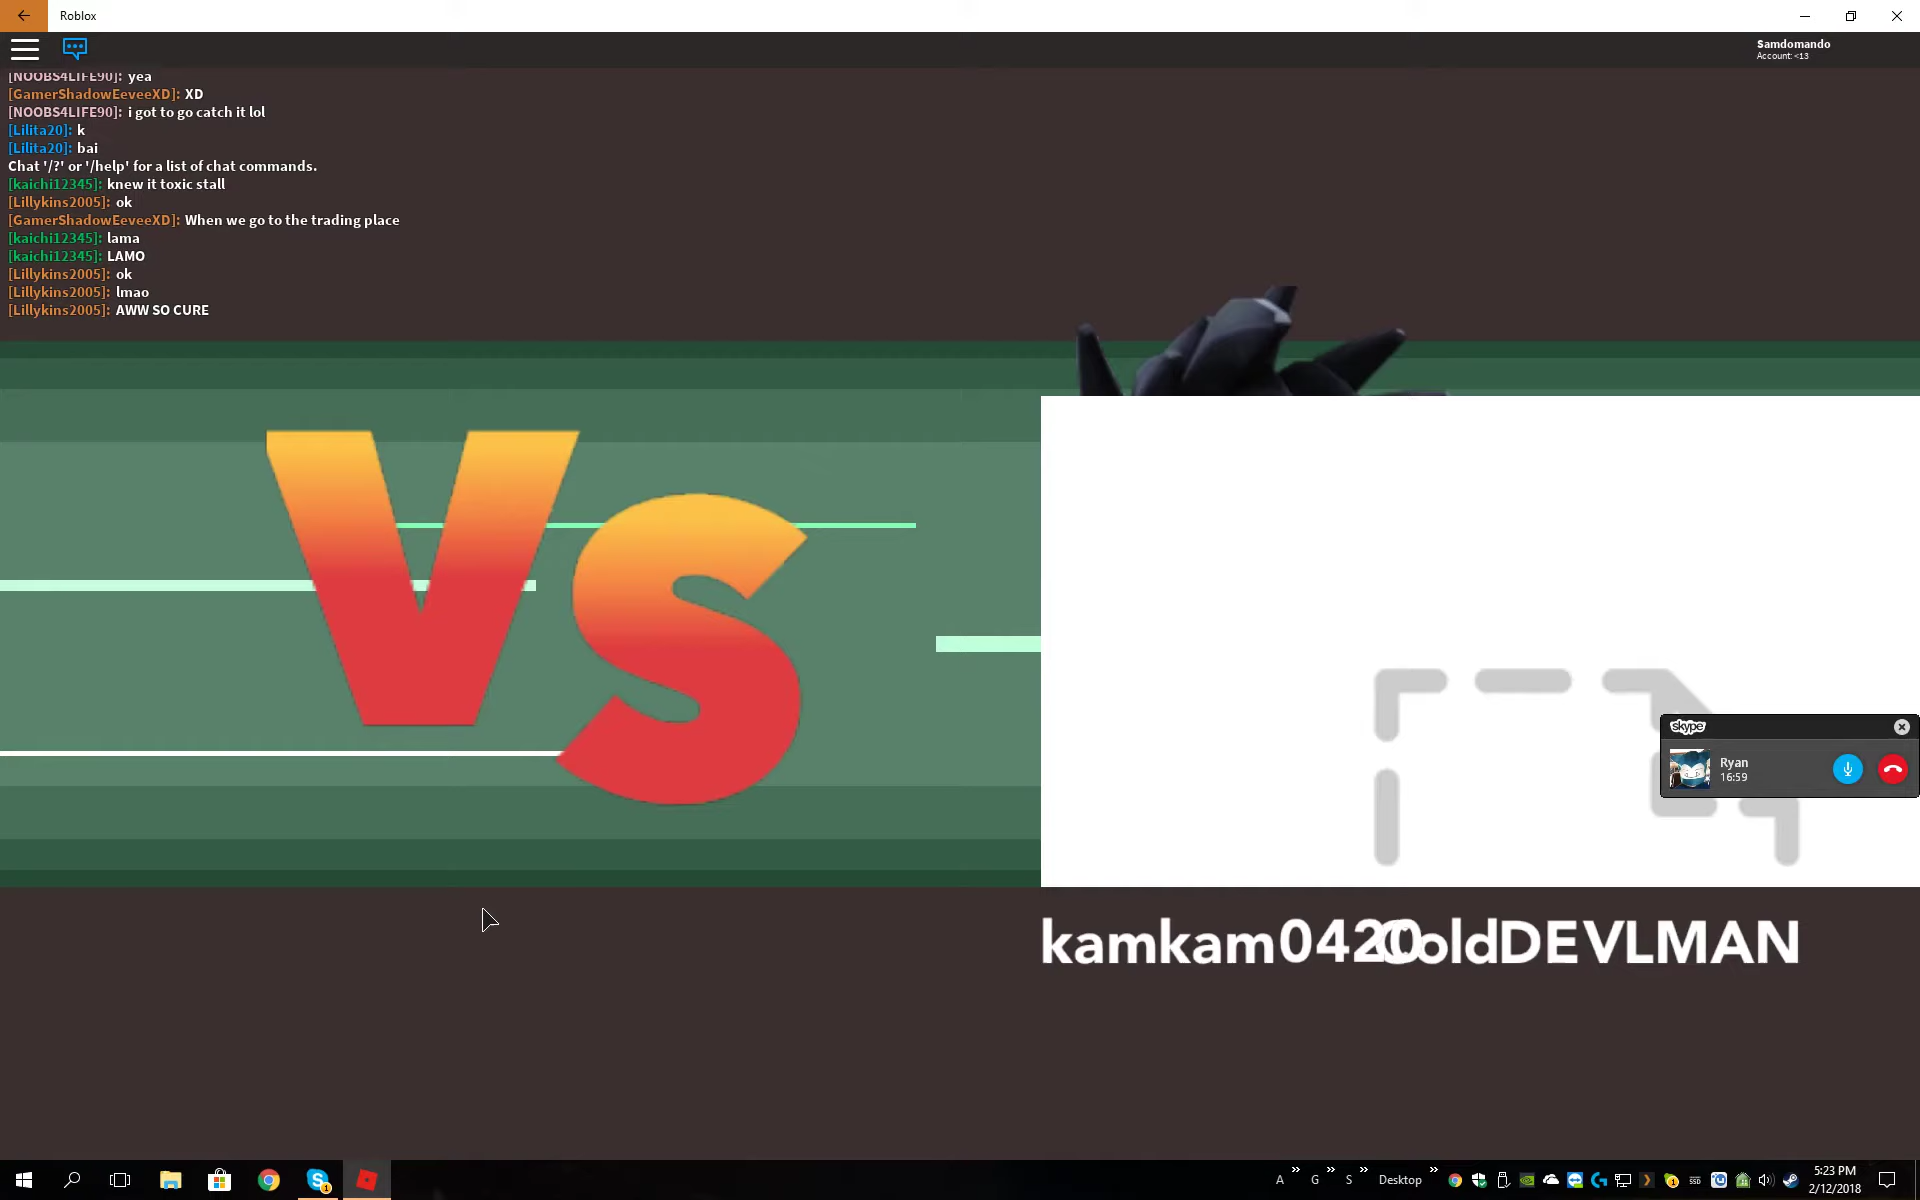 Roblox
Samdomando
Account: <13
[NOOBS4LIFE90]: yea
[GamerShadowEeveeXD]: XD
[NOOBS4LIFE90]: i got to go catch it lol
[Lilita20]: k
[Lilita20]: bai
Chat '/?' or '/help' for a list of chat commands.
[kaichi12345]: knew it toxic stall
[Lillykins2005]: ok
[GamerShadowEeveeXD]: When we go to the trading place
[kaichi12345]: lama
[kaichi12345]: LAMO
[Lillykins2005]: ok
[Lillykins2005]: lmao
[Lillykins2005]: AWW SO CURE
VS
skype
Ryan
16:59
kamkam0420 ColdDEVLMAN
A » G » S » Desktop »
5:23 PM
2/12/2018